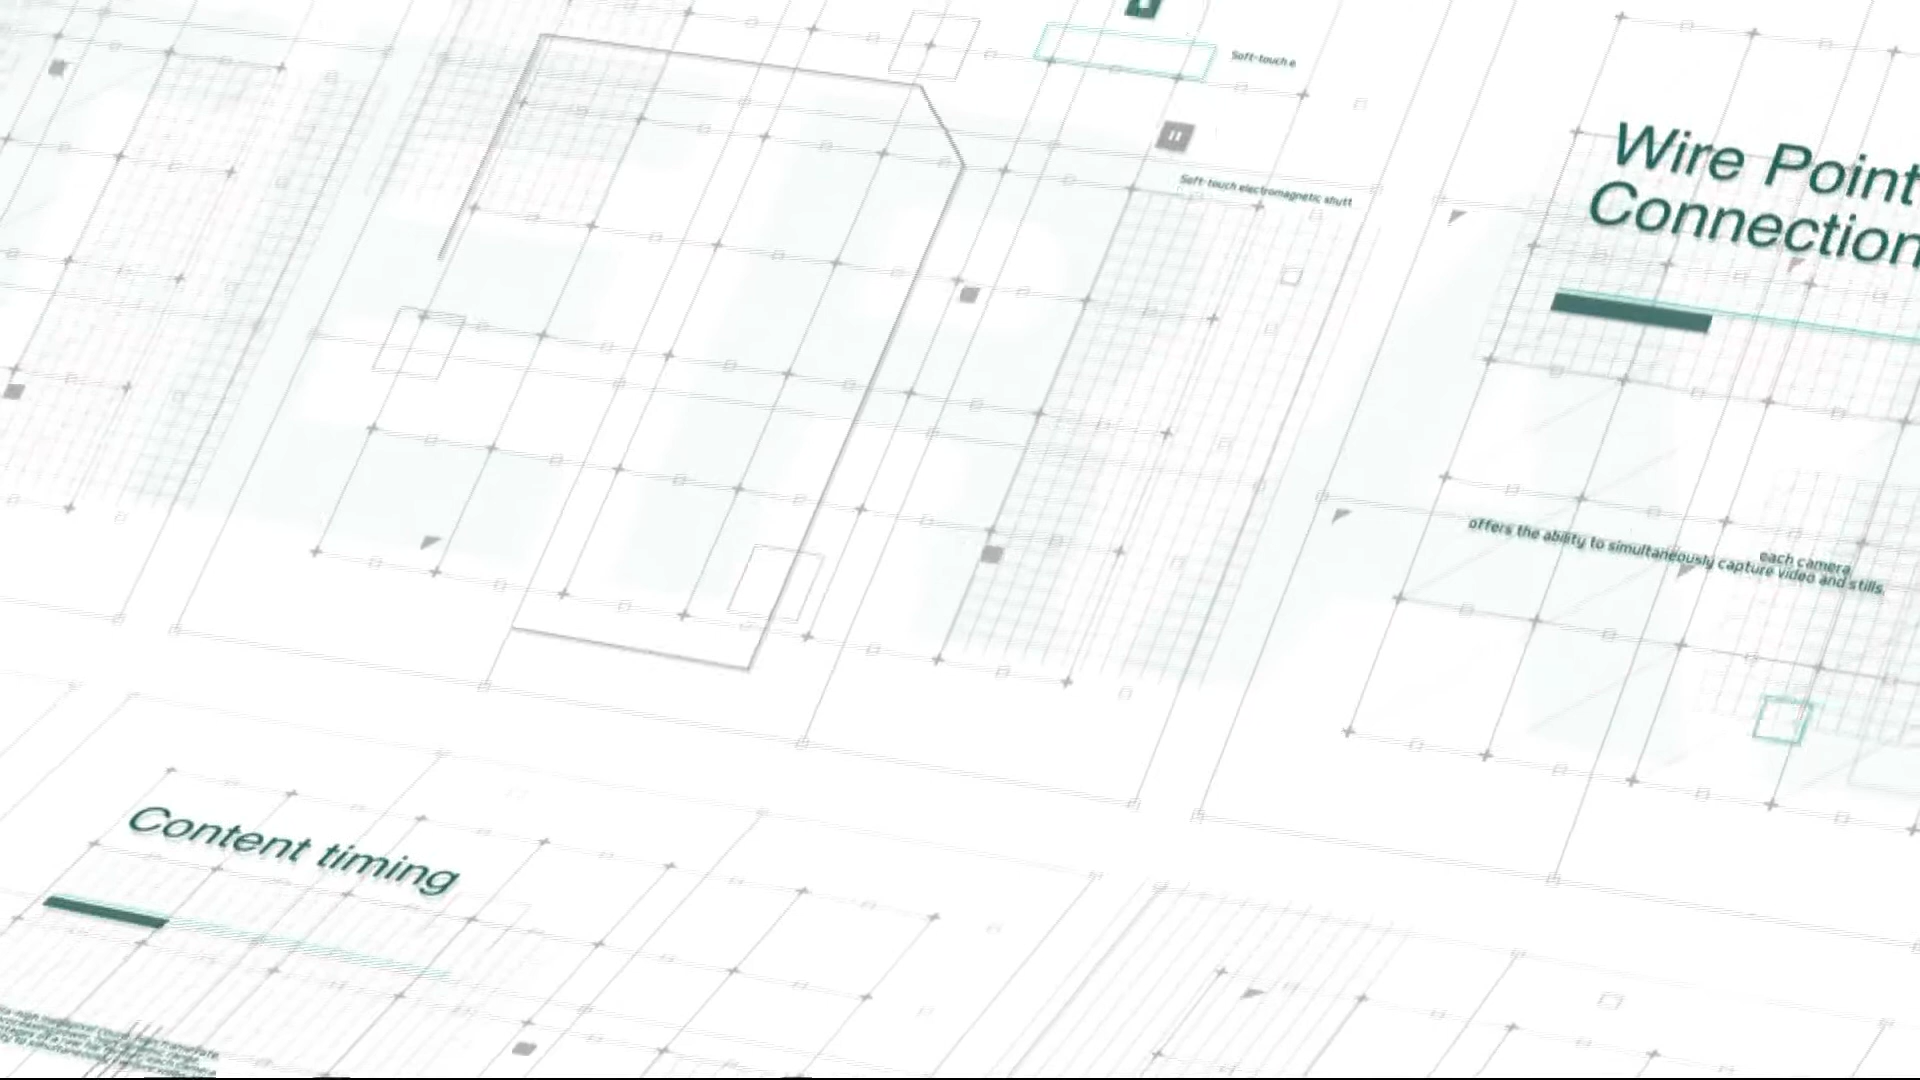 Soft-touch e
Soft-touch electromagnetic shutt
Wire Point
Connection
each camera
offers the ability to simultaneously capture video and stills
Content timing